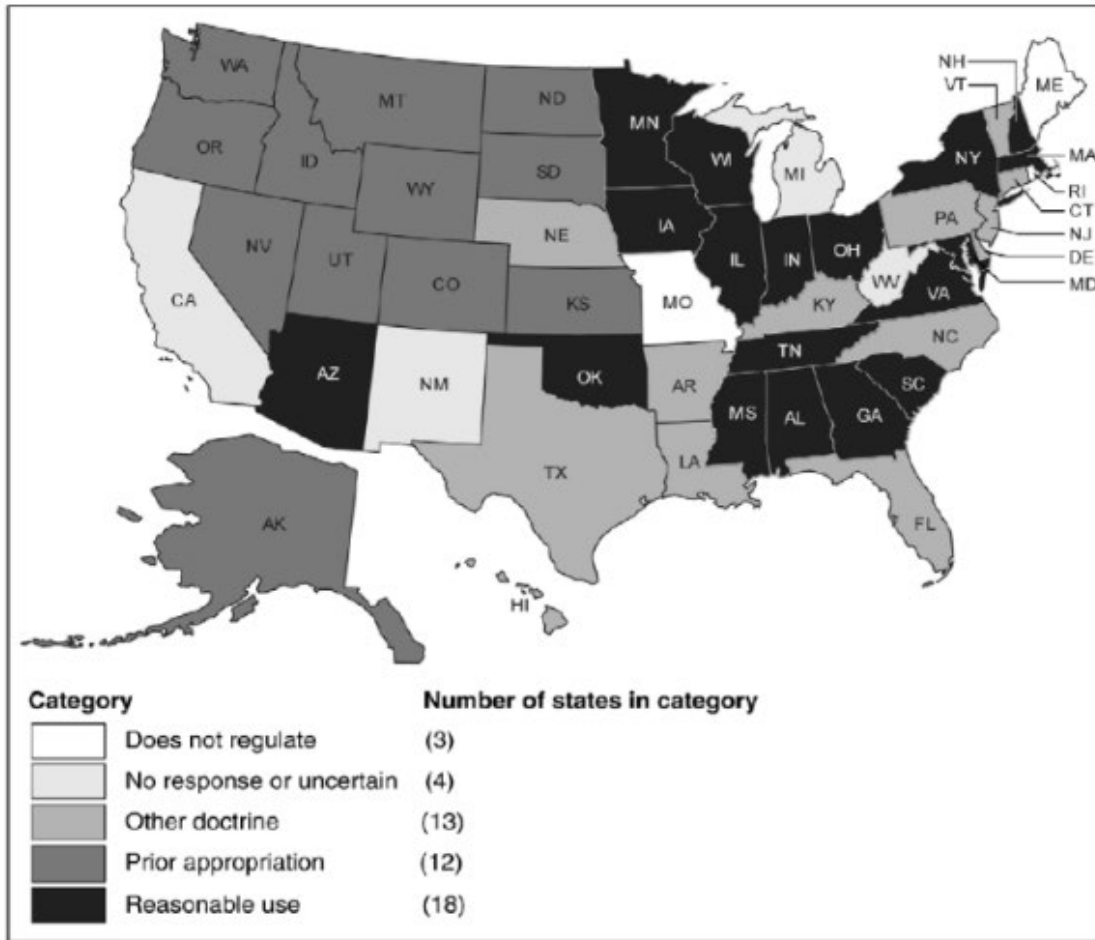 NH
VT
ME
WA
MT
ND
MN
OR
ID
WI
NY
MA
WY
SD
MI
RI
PA
CT
IA
NJ
NE
NV
OH
DE
UT
IL
IN
CO
WV
MD
CA
KS
MO
VA
KY
NC
TN
AZ
NM
OK
AR
SC
MS
AL
GA
LA
TX
AK
FL
HI
Category Number of states in category
Does not regulate (3)
No response or uncertain (4)
Other doctrine (13)
Prior appropriation (12)
Reasonable use (18)